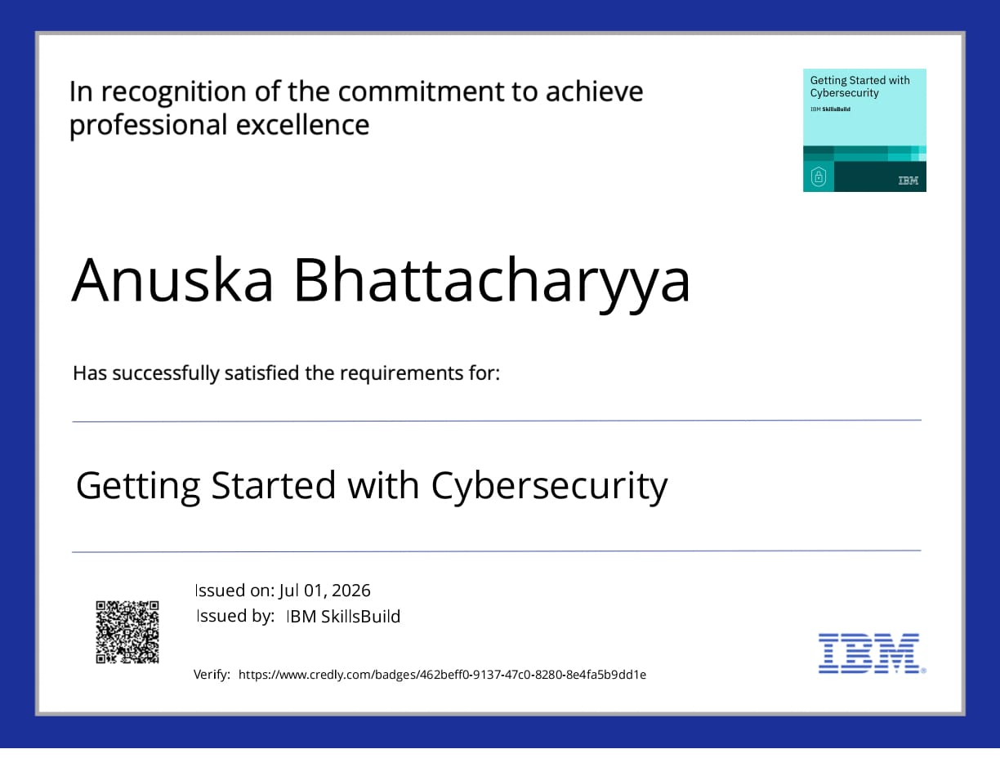 In recognition of the commitment to achieve
professional excellence
Getting Started with
Cybersecurity
IBM SkillsBuild
IBM
Anuska Bhattacharyya
Has successfully satisfied the requirements for:
Getting Started with Cybersecurity
Issued on: Jul 01, 2026
Issued by: IBM SkillsBuild
Verify: https://www.credly.com/badges/462beff0-9137-47c0-8280-8e4fa5b9dd1e
IBM®